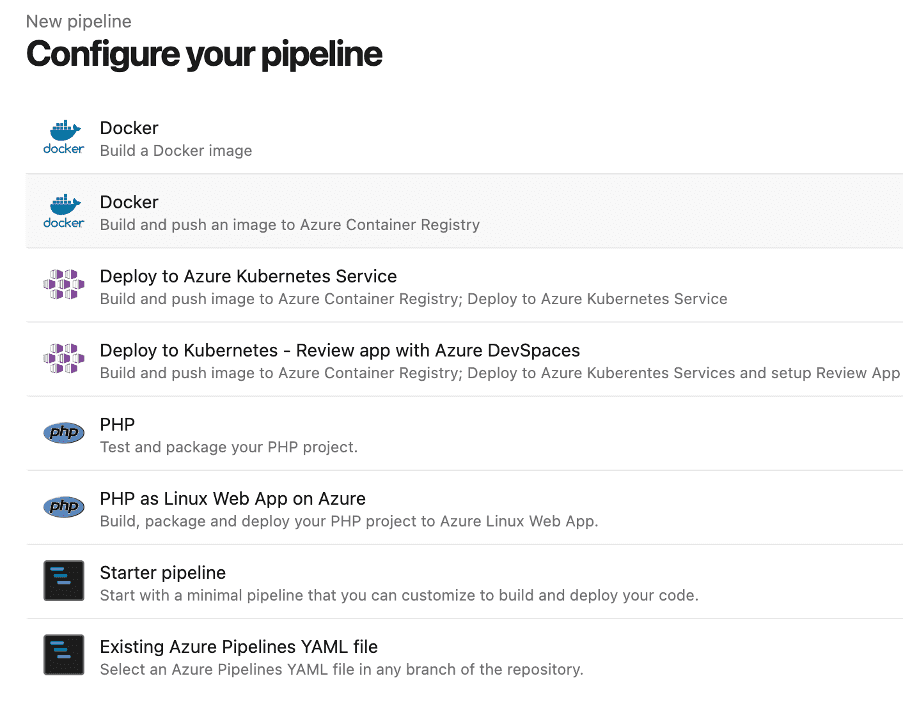 New pipeline
Configure your pipeline
docker
Docker
Build a Docker image
docker
Docker
Build and push an image to Azure Container Registry
Deploy to Azure Kubernetes Service
Build and push image to Azure Container Registry; Deploy to Azure Kubernetes Service
Deploy to Kubernetes - Review app with Azure DevSpaces
Build and push image to Azure Container Registry; Deploy to Azure Kuberentes Services and setup Review App
php
PHP
Test and package your PHP project.
php
PHP as Linux Web App on Azure
Build, package and deploy your PHP project to Azure Linux Web App.
Starter pipeline
Start with a minimal pipeline that you can customize to build and deploy your code.
Existing Azure Pipelines YAML file
Select an Azure Pipelines YAML file in any branch of the repository.